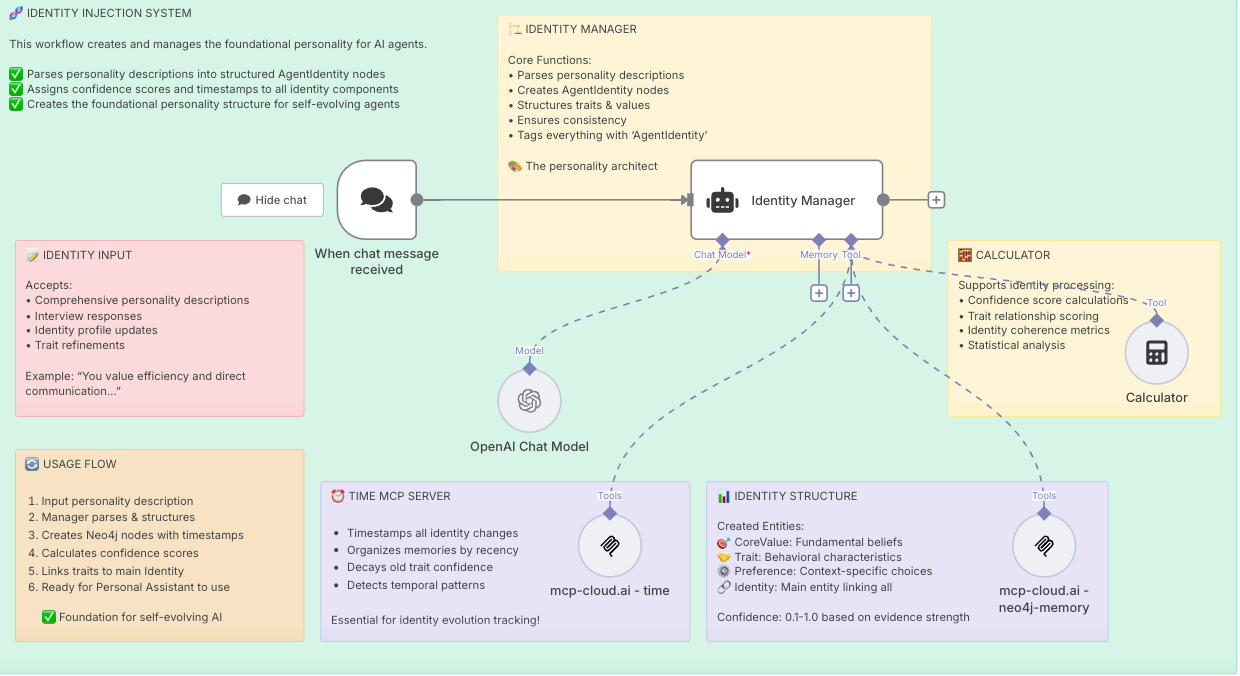 🧬 IDENTITY INJECTION SYSTEM
This workflow creates and manages the foundational personality for AI agents.
✅ Parses personality descriptions into structured AgentIdentity nodes
✅ Assigns confidence scores and timestamps to all identity components
✅ Creates the foundational personality structure for self-evolving agents
🏗️ IDENTITY MANAGER
Core Functions:
• Parses personality descriptions
• Creates AgentIdentity nodes
• Structures traits & values
• Ensures consistency
• Tags everything with ‘AgentIdentity’
🎨 The personality architect
Hide chat
When chat message
received
Identity Manager
Chat Model*
Memory
Tool
📝 IDENTITY INPUT
Accepts:
• Comprehensive personality descriptions
• Interview responses
• Identity profile updates
• Trait refinements
Example: “You value efficiency and direct
communication…”
🧮 CALCULATOR
Supports identity processing:
• Confidence score calculations
• Trait relationship scoring
• Identity coherence metrics
• Statistical analysis
Tool
Calculator
Model
OpenAI Chat Model
🔄 USAGE FLOW
1. Input personality description
2. Manager parses & structures
3. Creates Neo4j nodes with timestamps
4. Calculates confidence scores
5. Links traits to main Identity
6. Ready for Personal Assistant to use
✅ Foundation for self-evolving AI
⏰ TIME MCP SERVER
• Timestamps all identity changes
• Organizes memories by recency
• Decays old trait confidence
• Detects temporal patterns
Essential for identity evolution tracking!
Tools
mcp-cloud.ai - time
📊 IDENTITY STRUCTURE
Created Entities:
🎯 CoreValue: Fundamental beliefs
🤝 Trait: Behavioral characteristics
⚙️ Preference: Context-specific choices
🔗 Identity: Main entity linking all
Confidence: 0.1-1.0 based on evidence strength
Tools
mcp-cloud.ai -
neo4j-memory